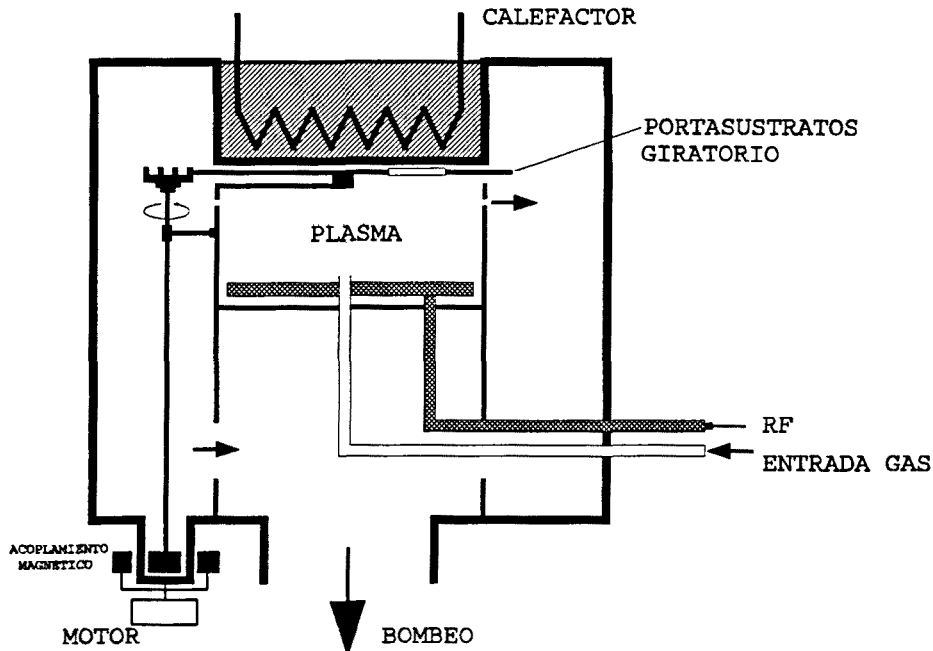 CALEFACTOR
PORTASUSTRATOS
GIRATORIO
PLASMA
RF
ENTRADA GAS
ACOPLAMIENTO
MAGNETICO
MOTOR
BOMBEO